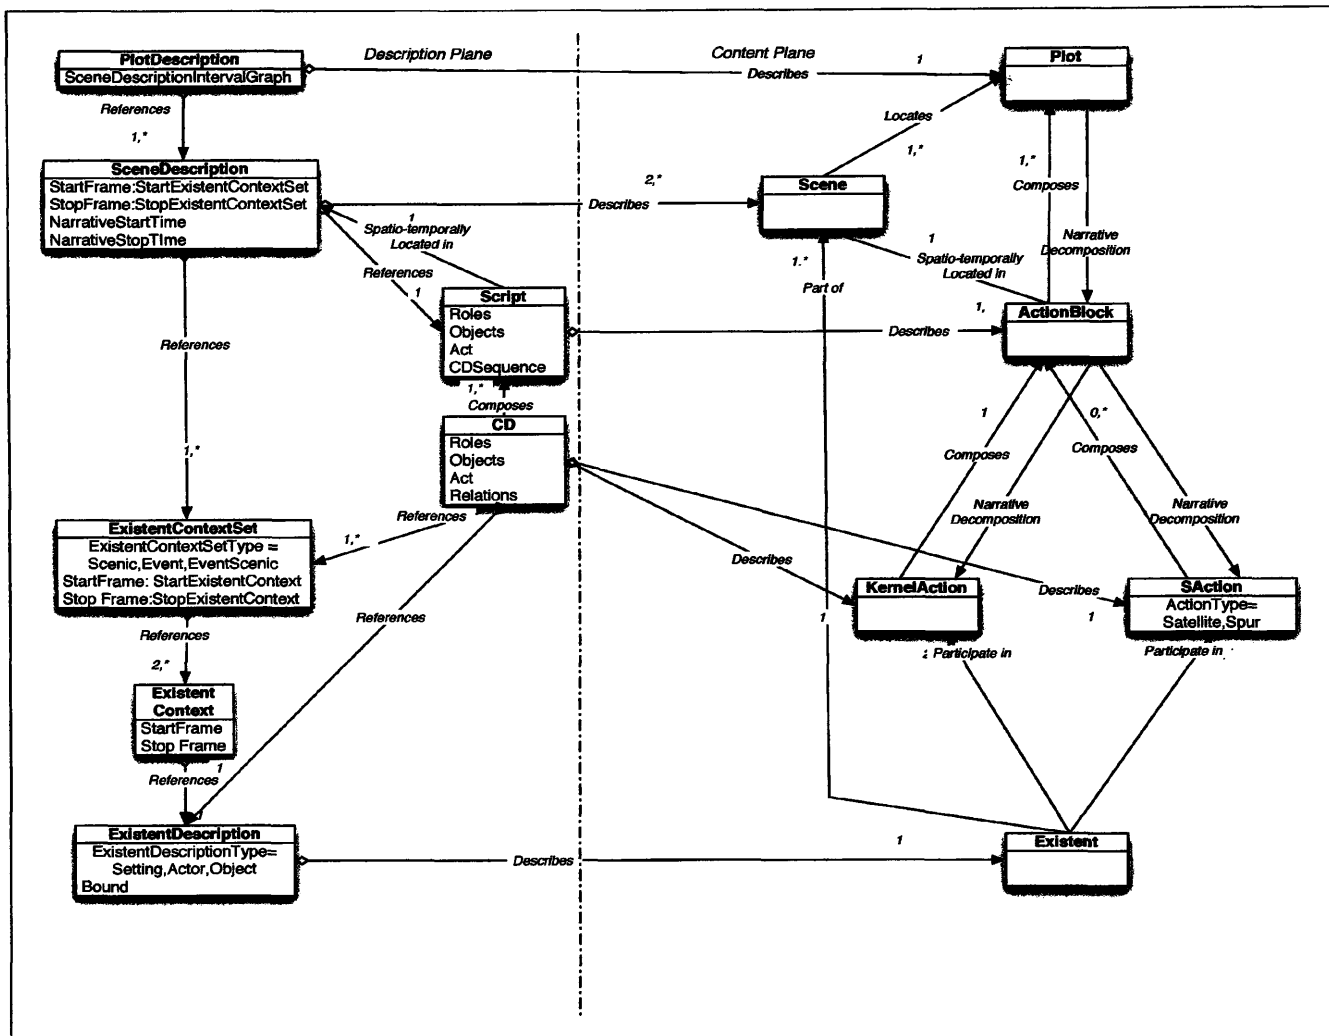 Description Plane
Content Plane
PlotDescription
SceneDescriptionIntervalGraph
1
Describes
Plot
References
1,*
Locates
1,*
1,*
Composes
Narrative
Decomposition
SceneDescription
StartFrame:StartExistentContextSet
StopFrame:StopExistentContextSet
NarrativeStartTime
NarrativeStopTIme
2,*
Describes
Scene
1
Spatio-temporally
Located in
References
1
1
Spatio-temporally
Located in
1.*
Part of
Script
Roles
Objects
Act
CDSequence
1,
Describes
ActionBlock
References
1,*
Composes
CD
Roles
Objects
Act
Relations
1
Composes
0,*
Composes
Narrative
Decomposition
Narrative
Decomposition
1,*
References
1,*
ExistentContextSet
ExistentContextSetType =
Scenic,Event,EventScenic
StartFrame: StartExistentContext
Stop Frame:StopExistentContext
Describes
Describes
1
1
KernelAction
SAction
ActionType=
Satellite,Spur
References
2,*
References
Participate in
Participate in
Existent
Context
StartFrame
Stop Frame
References
1
ExistentDescription
ExistentDescriptionType=
Setting,Actor,Object
Bound
Describes
1
Existent